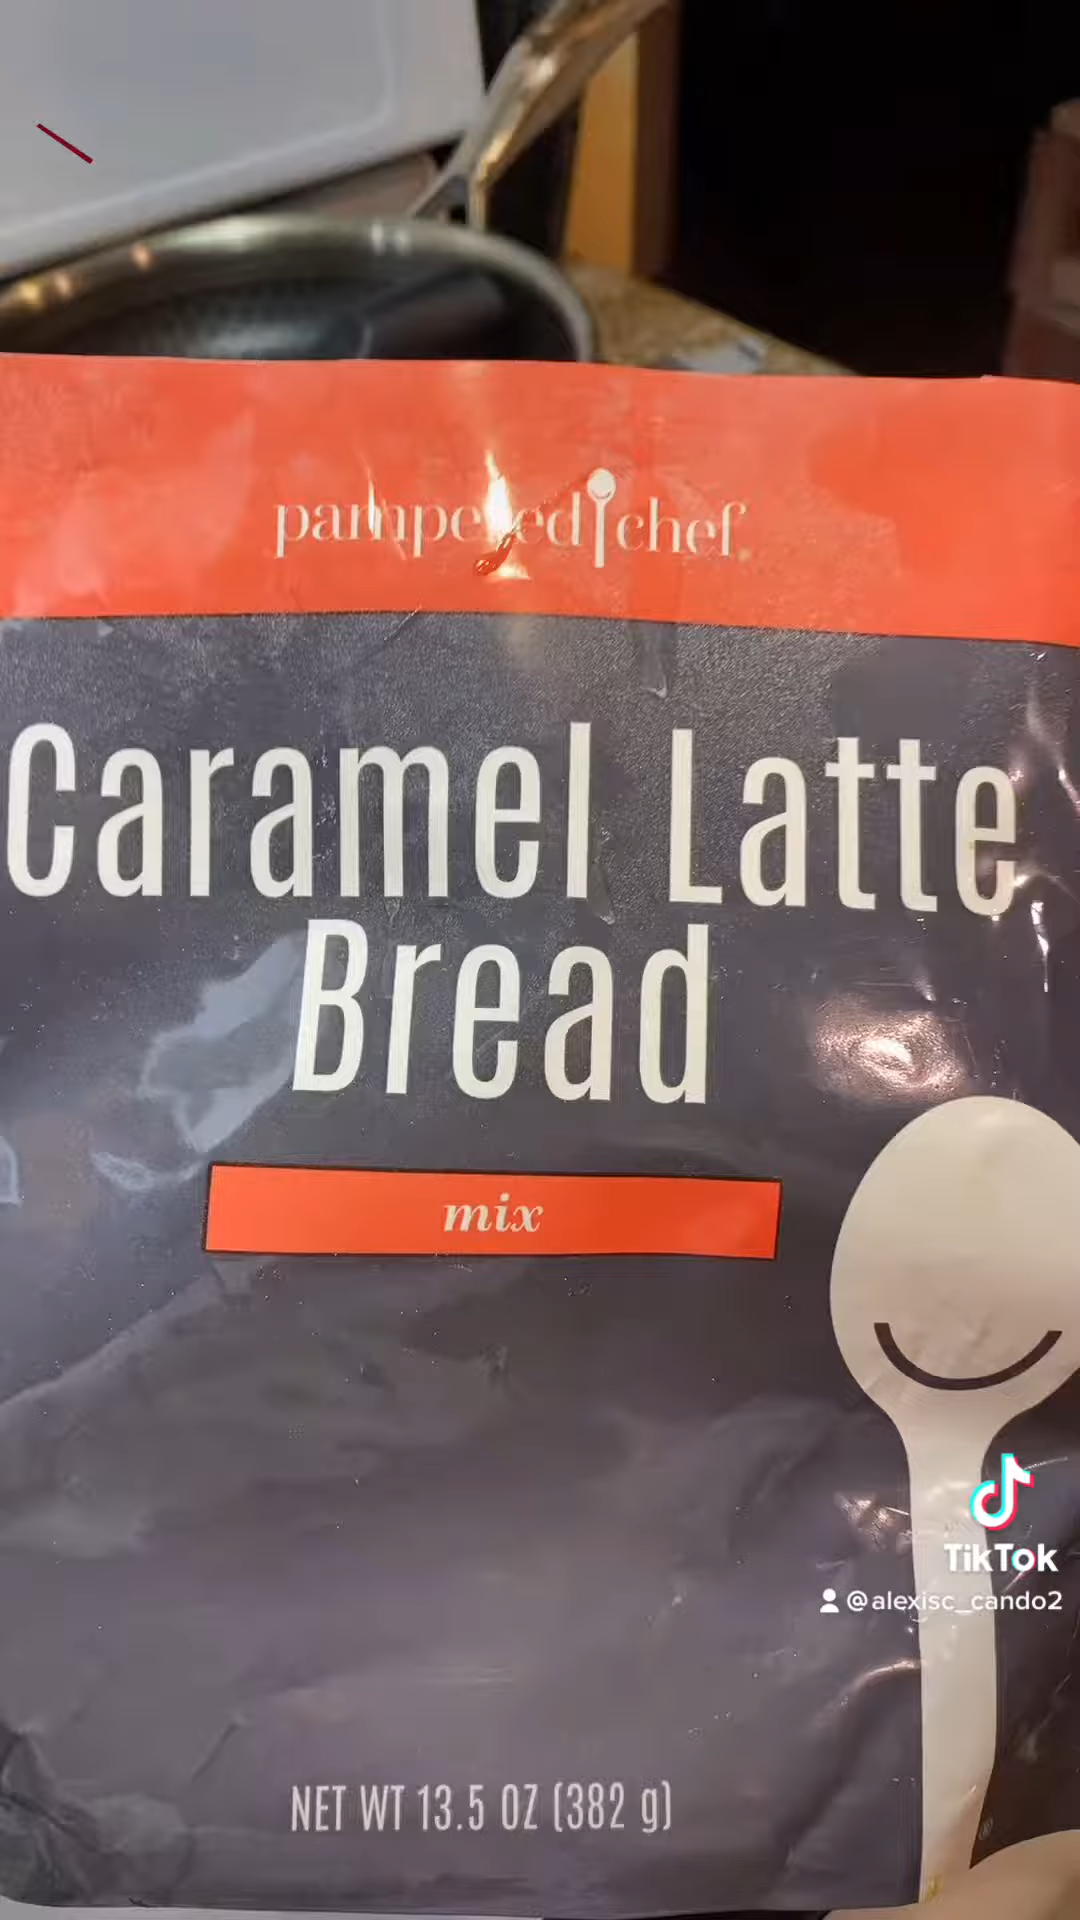 pampered chef
Caramel Latte
Bread
mix
TikTok
@alexisc_cando2
NET WT 13.5 OZ (382 g)